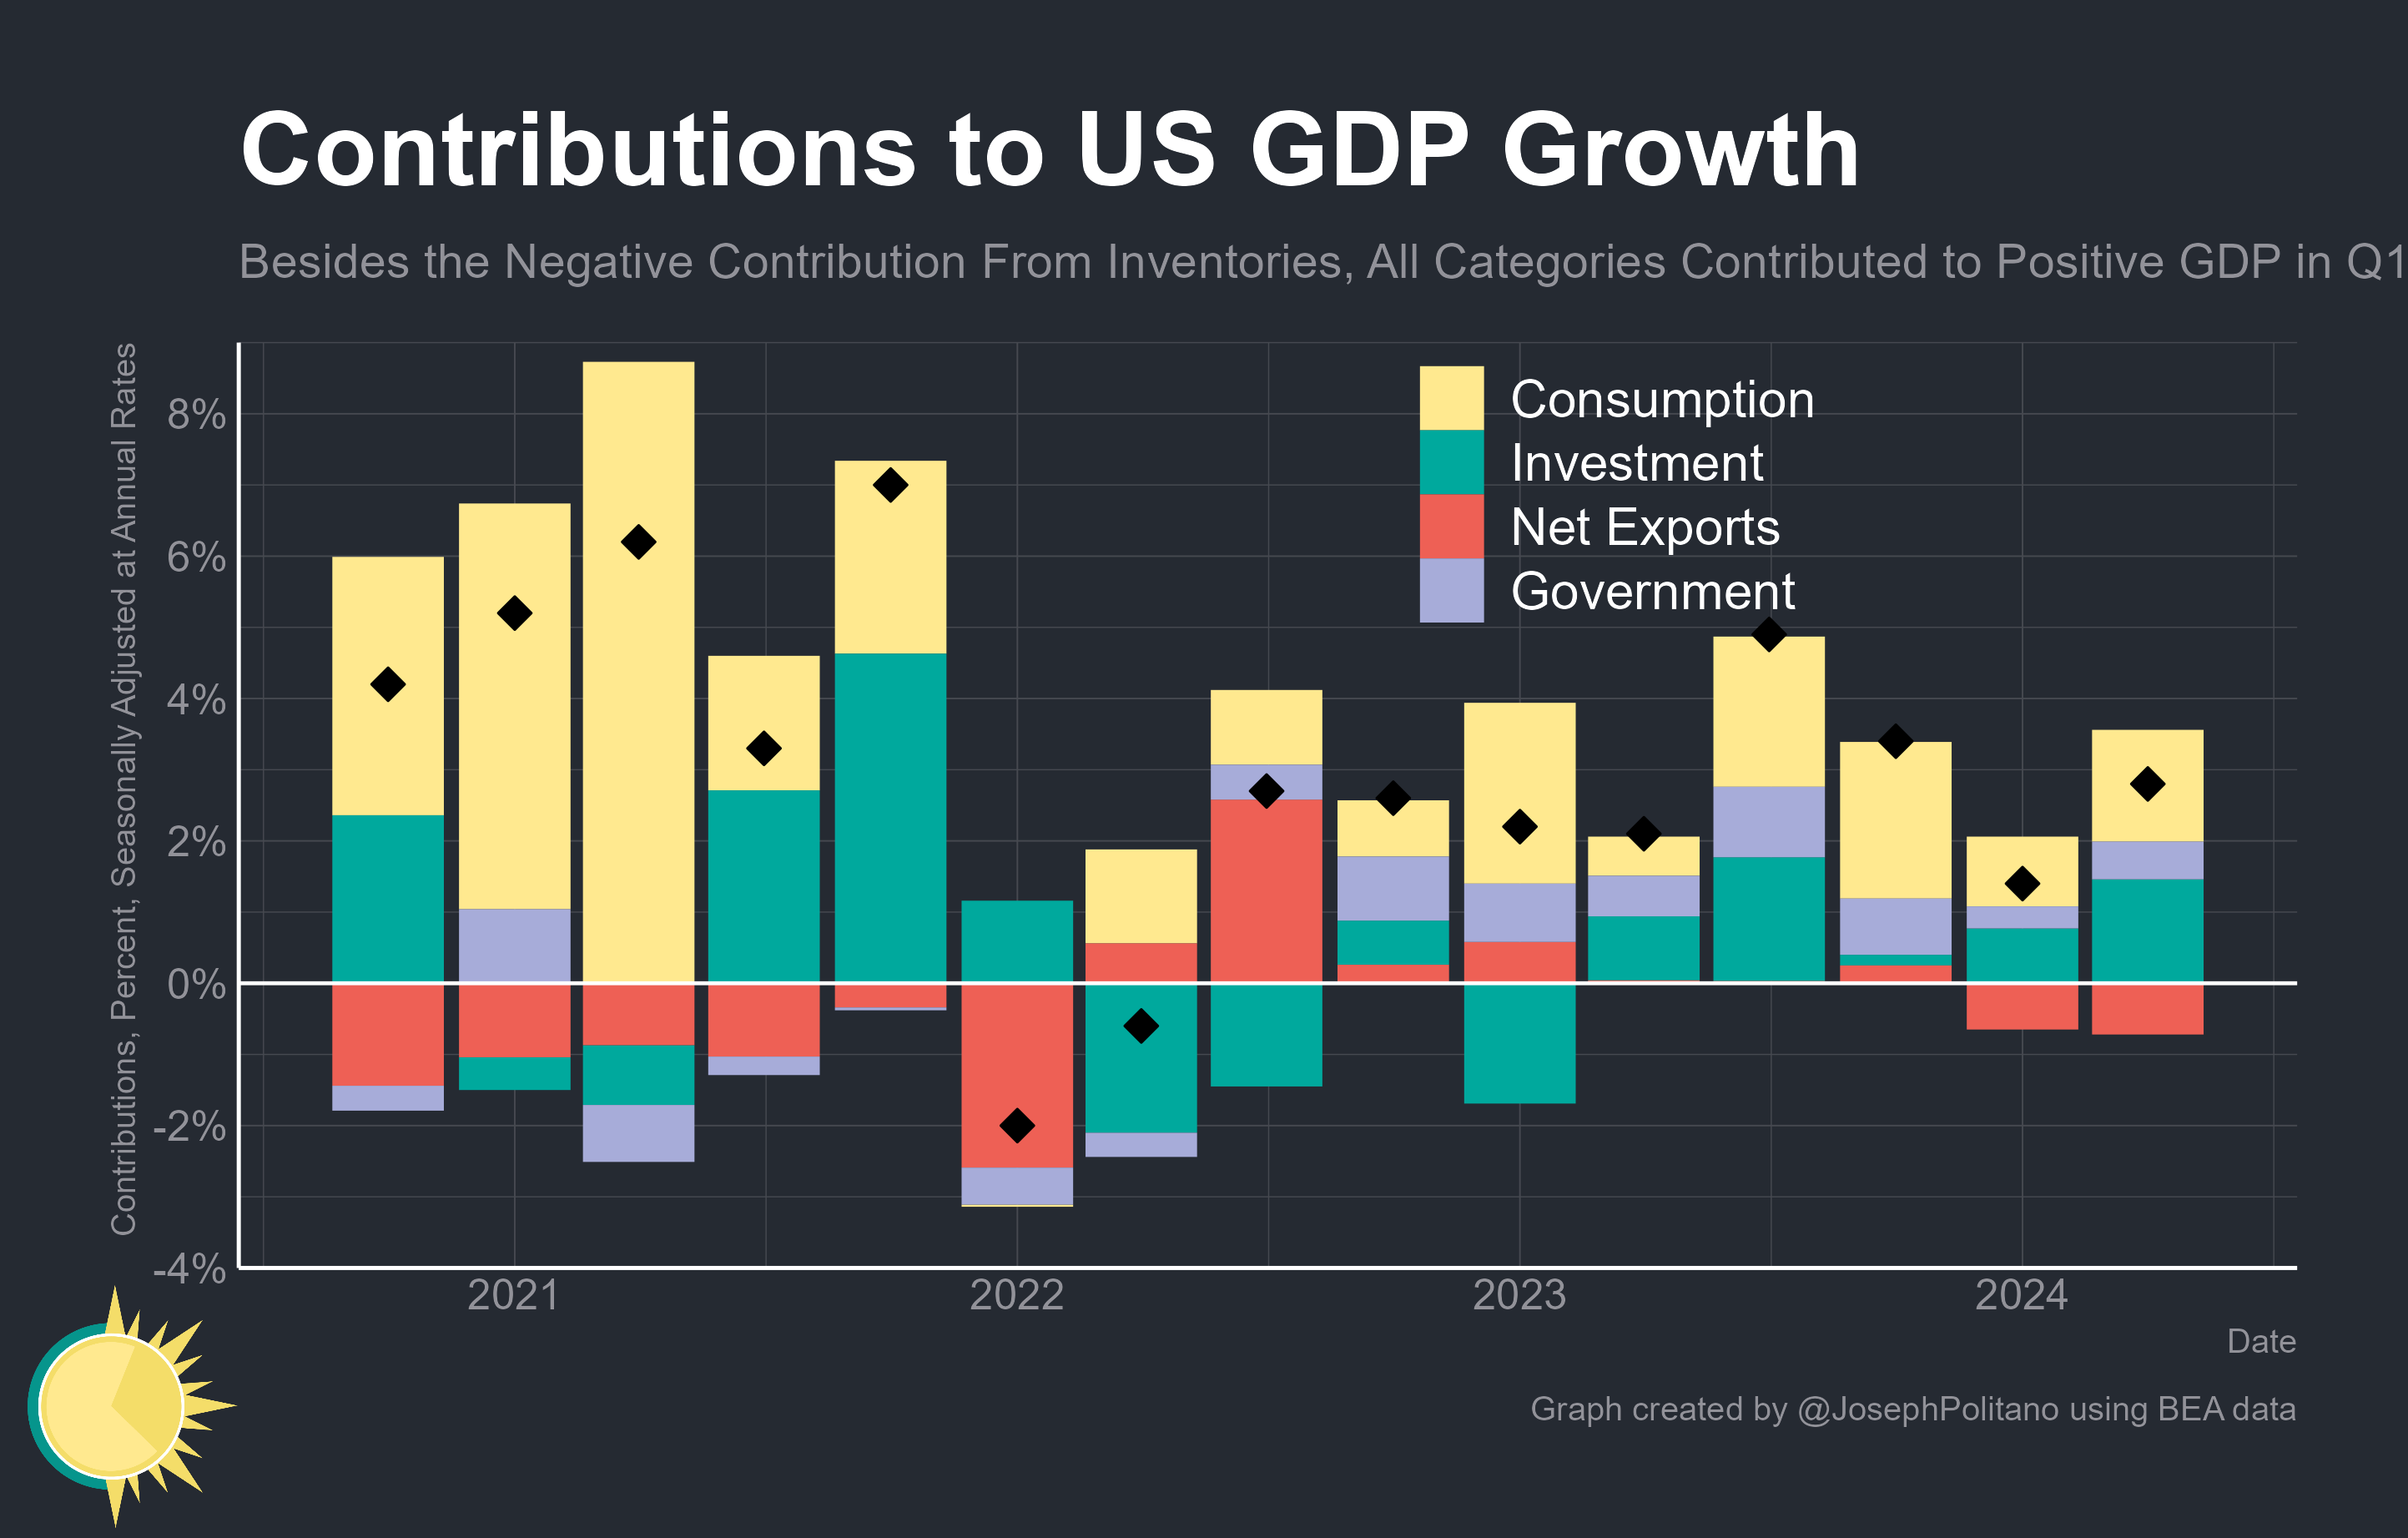 Contributions to US GDP Growth
Besides the Negative Contribution From Inventories, All Categories Contributed to Positive GDP in Q1
Contributions, Percent, Seasonally Adjusted at Annual Rates
8%
6%
4%
2%
0%
-2%
-4%
Consumption
Investment
Net Exports
Government
2021
2022
2023
2024
Date
Graph created by @JosephPolitano using BEA data